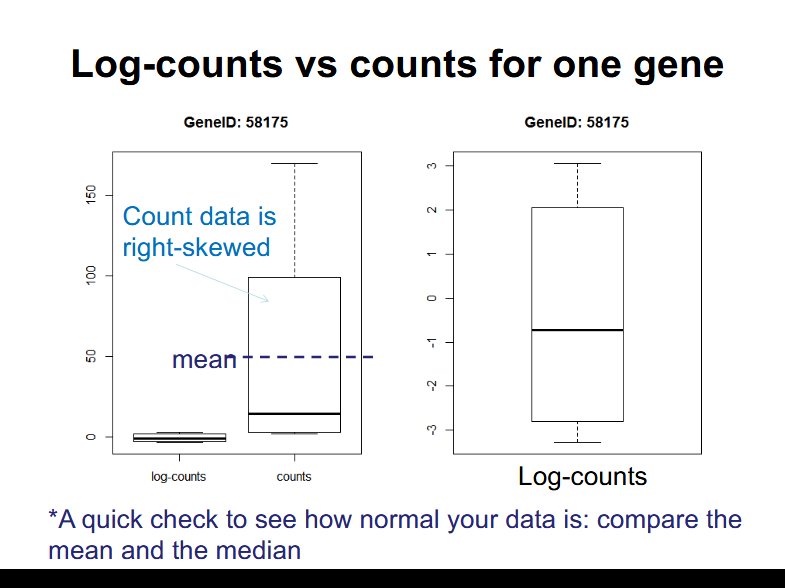 Log-counts vs counts for one gene
GeneID: 58175
150
100
50
0
Count data is
right-skewed
mean
log-counts
counts
GeneID: 58175
3
2
1
0
-1
-2
-3
Log-counts
*A quick check to see how normal your data is: compare the
mean and the median